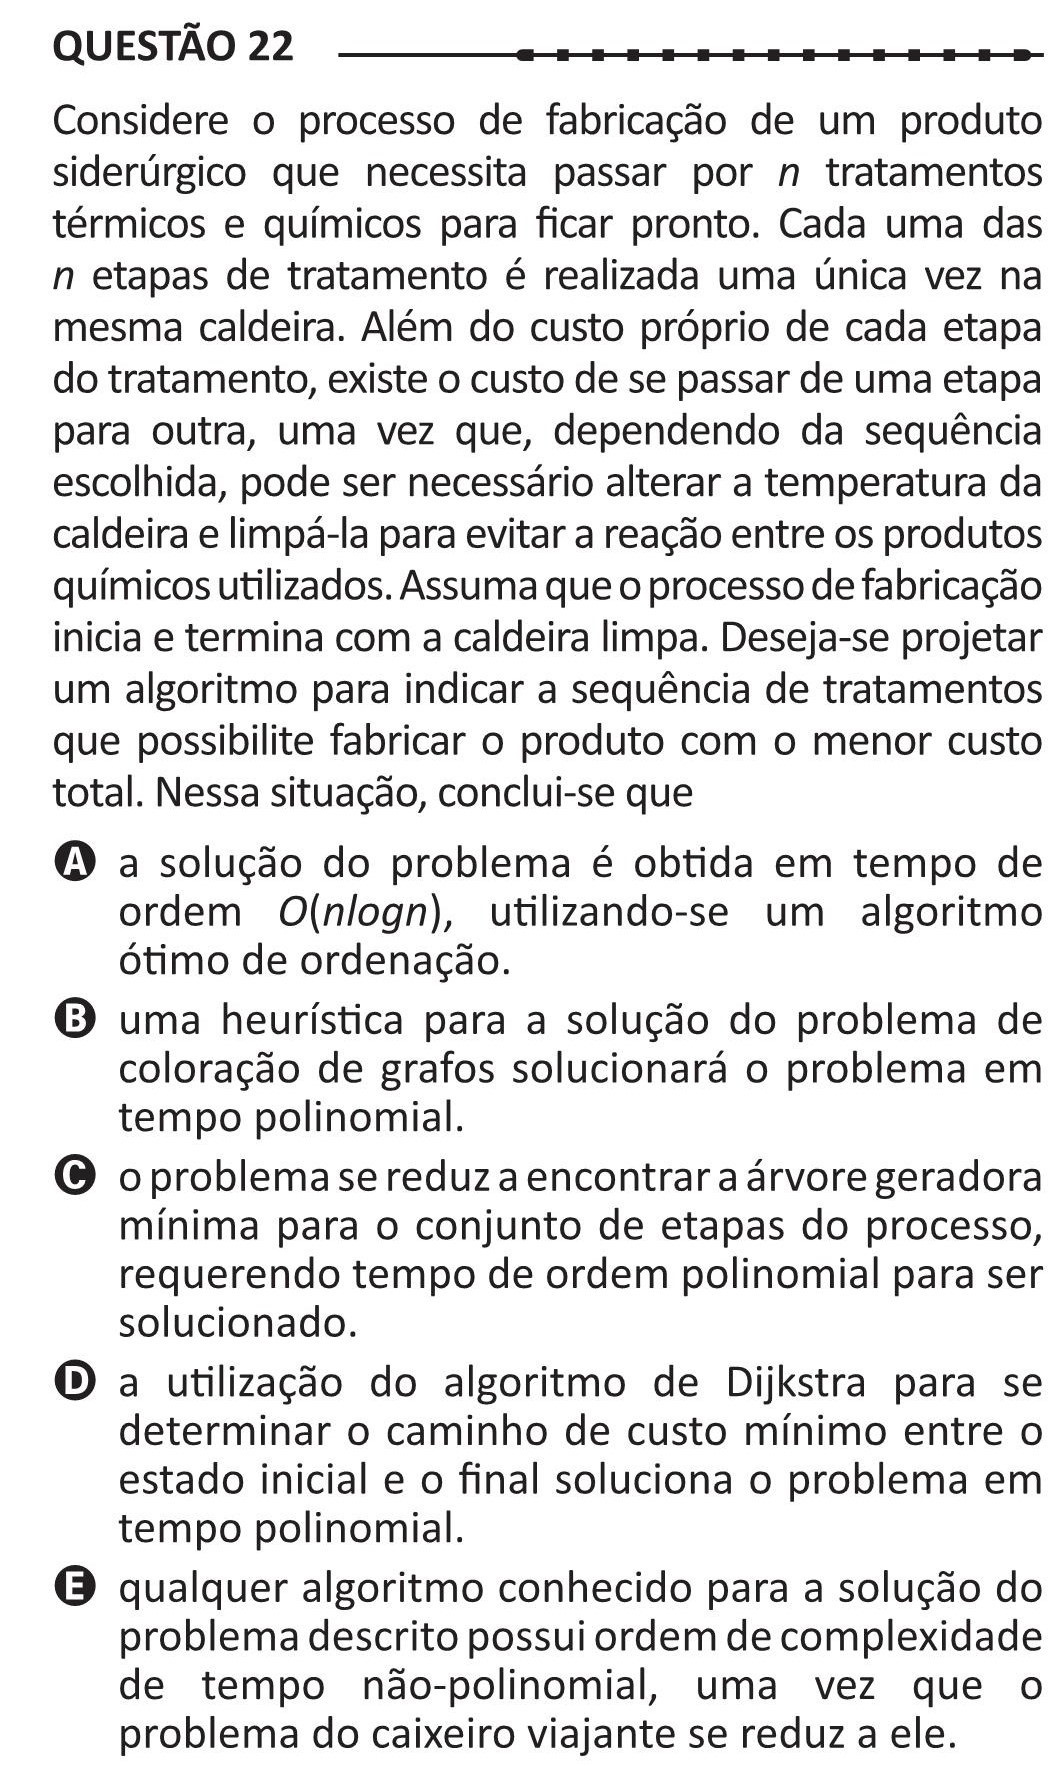 QUESTÃO 22
Considere o processo de fabricação de um produto
siderúrgico que necessita passar por n tratamentos
térmicos e químicos para ficar pronto. Cada uma das
n etapas de tratamento é realizada uma única vez na
mesma caldeira. Além do custo próprio de cada etapa
do tratamento, existe o custo de se passar de uma etapa
para outra, uma vez que, dependendo da sequência
escolhida, pode ser necessário alterar a temperatura da
caldeira e limpá-la para evitar a reação entre os produtos
químicos utilizados. Assuma que o processo de fabricação
inicia e termina com a caldeira limpa. Deseja-se projetar
um algoritmo para indicar a sequência de tratamentos
que possibilite fabricar o produto com o menor custo
total. Nessa situação, conclui-se que
A a solução do problema é obtida em tempo de
ordem O(nlogn), utilizando-se um algoritmo
ótimo de ordenação.
B uma heurística para a solução do problema de
coloração de grafos solucionará o problema em
tempo polinomial.
C o problema se reduz a encontrar a árvore geradora
mínima para o conjunto de etapas do processo,
requerendo tempo de ordem polinomial para ser
solucionado.
D a utilização do algoritmo de Dijkstra para se
determinar o caminho de custo mínimo entre o
estado inicial e o final soluciona o problema em
tempo polinomial.
E qualquer algoritmo conhecido para a solução do
problema descrito possui ordem de complexidade
de tempo não-polinomial, uma vez que o
problema do caixeiro viajante se reduz a ele.